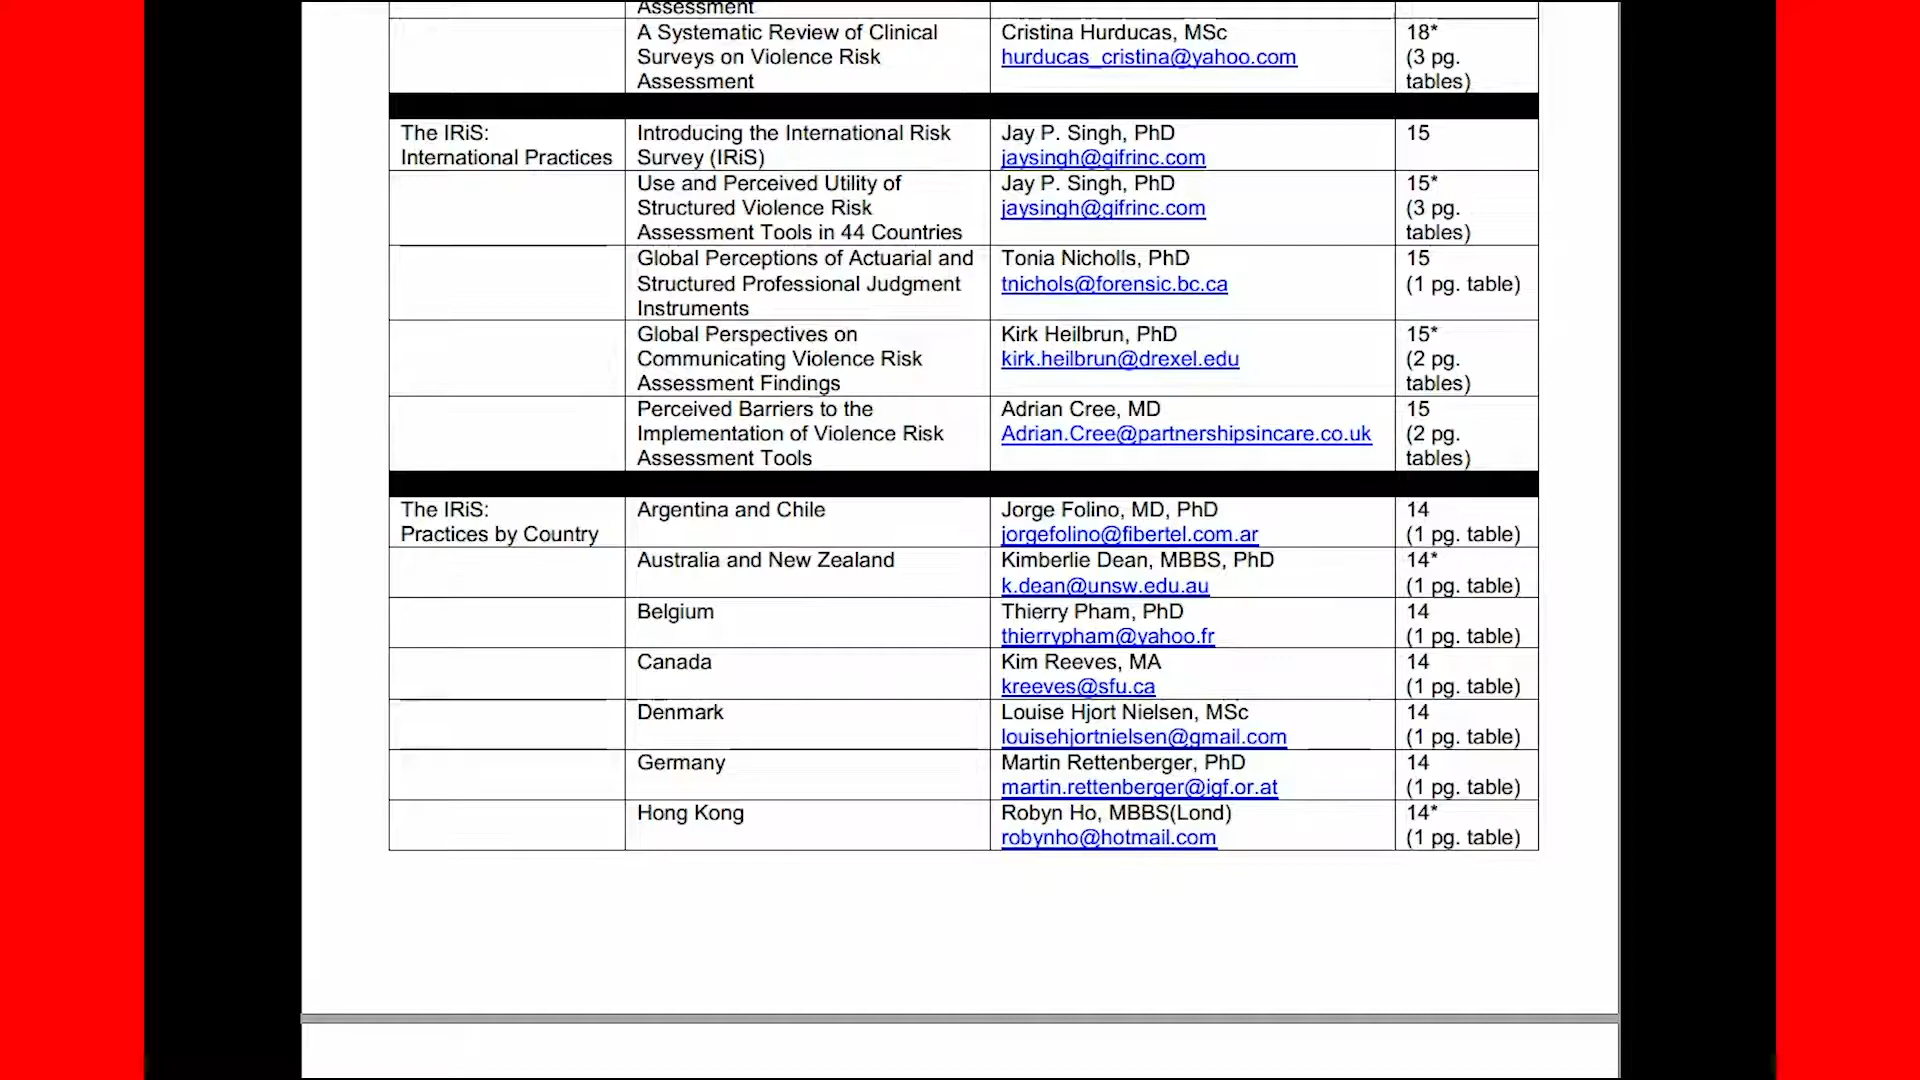 Assessment
A Systematic Review of Clinical
Surveys on Violence Risk
Assessment
Cristina Hurducas, MSc
hurducas_cristina@yahoo.com
18*
(3 pg.
tables)
The IRiS:
International Practices
Introducing the International Risk
Survey (IRiS)
Jay P. Singh, PhD
jaysingh@gifrinc.com
15
Use and Perceived Utility of
Structured Violence Risk
Assessment Tools in 44 Countries
Jay P. Singh, PhD
jaysingh@gifrinc.com
15*
(3 pg.
tables)
Global Perceptions of Actuarial and
Structured Professional Judgment
Instruments
Tonia Nicholls, PhD
tnichols@forensic.bc.ca
15
(1 pg. table)
Global Perspectives on
Communicating Violence Risk
Assessment Findings
Kirk Heilbrun, PhD
kirk.heilbrun@drexel.edu
15*
(2 pg.
tables)
Perceived Barriers to the
Implementation of Violence Risk
Assessment Tools
Adrian Cree, MD
Adrian.Cree@partnershipsincare.co.uk
15
(2 pg.
tables)
The IRiS:
Practices by Country
Argentina and Chile
Jorge Folino, MD, PhD
jorgefolino@fibertel.com.ar
14
(1 pg. table)
Australia and New Zealand
Kimberlie Dean, MBBS, PhD
k.dean@unsw.edu.au
14*
(1 pg. table)
Belgium
Thierry Pham, PhD
thierrypham@yahoo.fr
14
(1 pg. table)
Canada
Kim Reeves, MA
kreeves@sfu.ca
14
(1 pg. table)
Denmark
Louise Hjort Nielsen, MSc
louisehjortnielsen@gmail.com
14
(1 pg. table)
Germany
Martin Rettenberger, PhD
martin.rettenberger@igf.or.at
14
(1 pg. table)
Hong Kong
Robyn Ho, MBBS(Lond)
robynho@hotmail.com
14*
(1 pg. table)